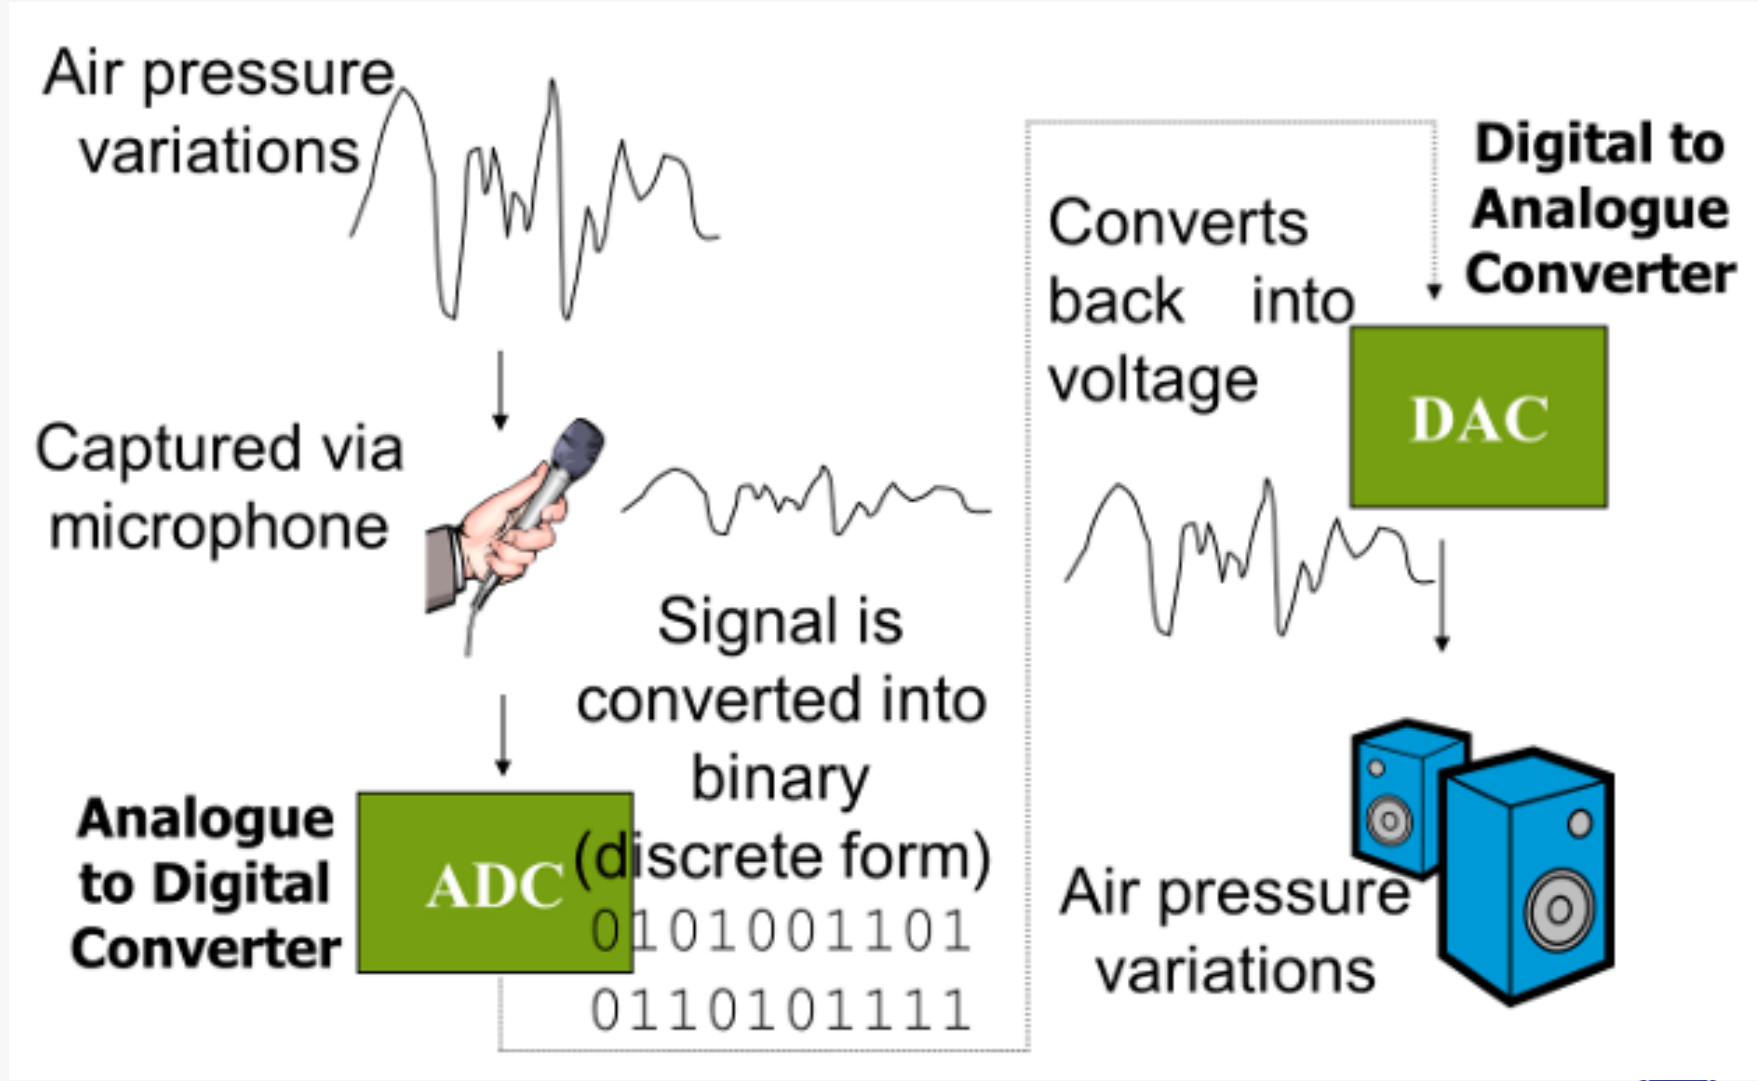 Air pressure
variations
Captured via
microphone
Signal is
converted into
binary
(discrete form)
0101001101
0110101111
Analogue
to Digital
Converter
ADC
Converts
back into
voltage
Digital to
Analogue
Converter
DAC
Air pressure
variations